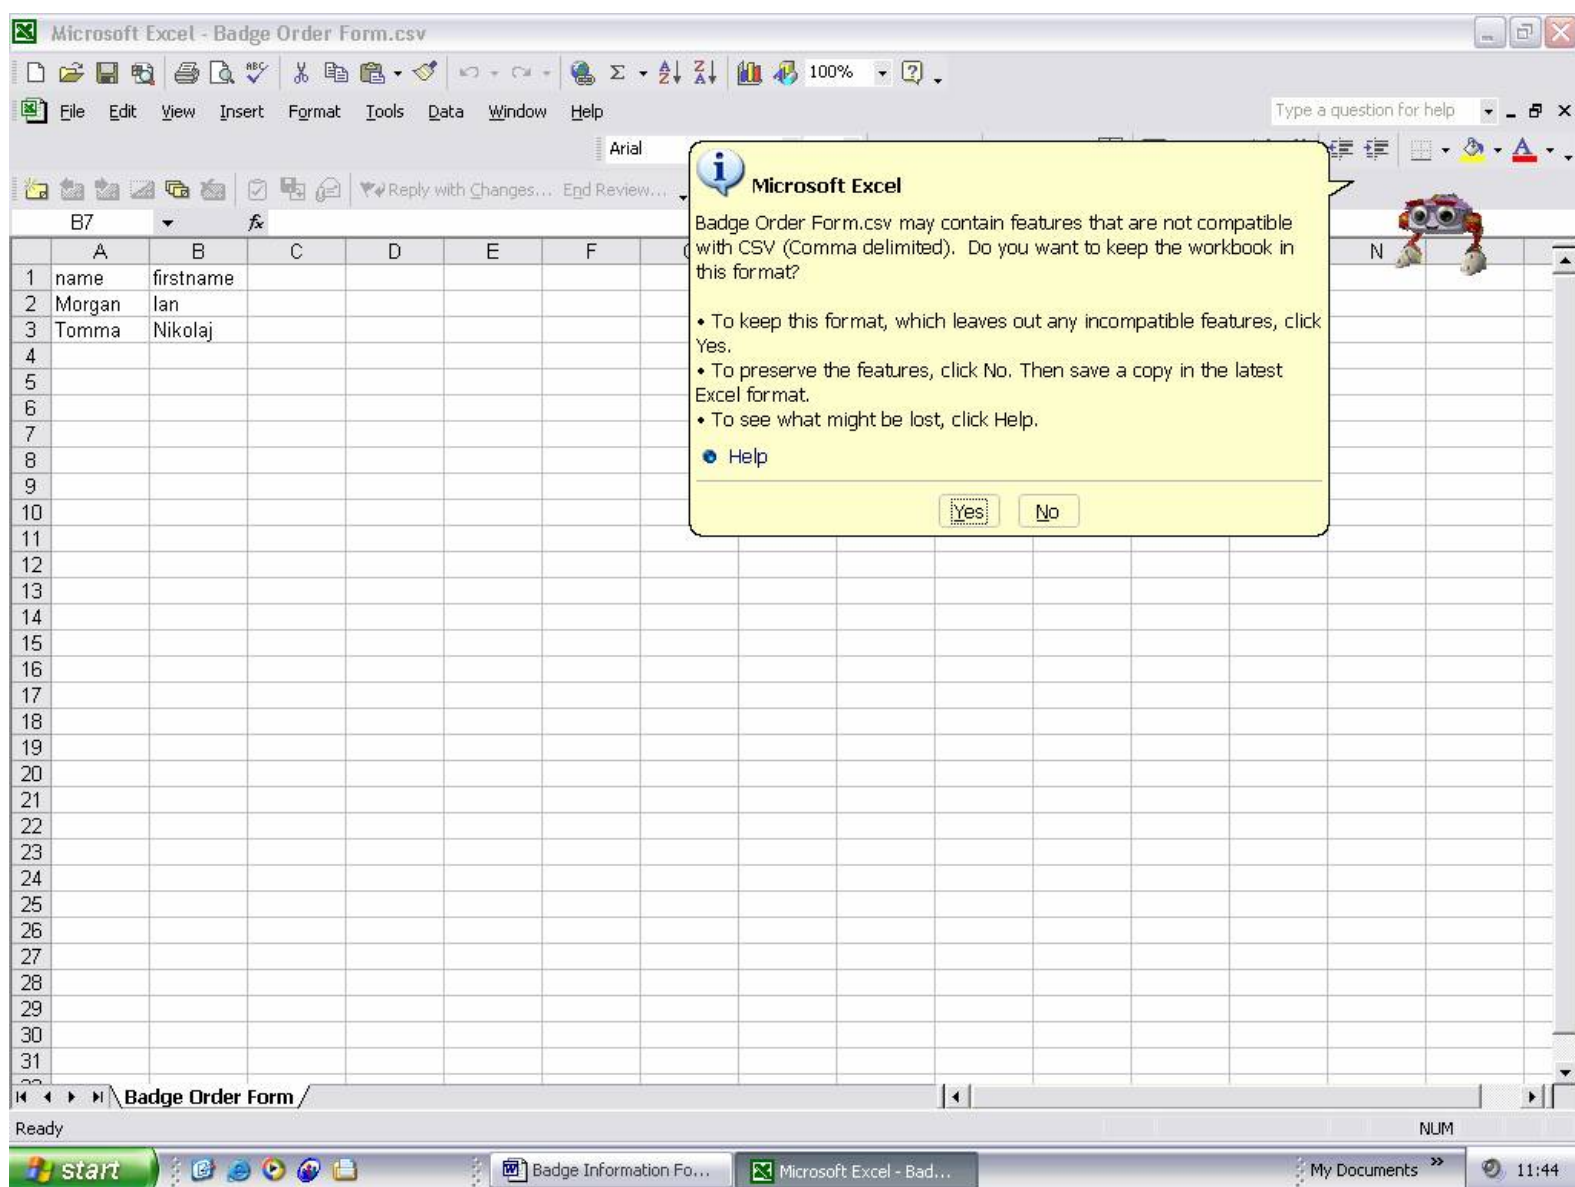 Microsoft Excel - Badge Order Form.csv
100%
File Edit View Insert Format Tools Data Window Help
Type a question for help
Arial
Reply with Changes... End Review...
B7 fx
A B C D E F N
1 name firstname
2 Morgan Ian
3 Tomma Nikolaj
4
5
6
7
8
9
10
11
12
13
14
15
16
17
18
19
20
21
22
23
24
25
26
27
28
29
30
31
Microsoft Excel
Badge Order Form.csv may contain features that are not compatible
with CSV (Comma delimited). Do you want to keep the workbook in
this format?
• To keep this format, which leaves out any incompatible features, click
Yes.
• To preserve the features, click No. Then save a copy in the latest
Excel format.
• To see what might be lost, click Help.
Help
Yes No
Badge Order Form
Ready NUM
start Badge Information Fo... Microsoft Excel - Bad... My Documents » 11:44